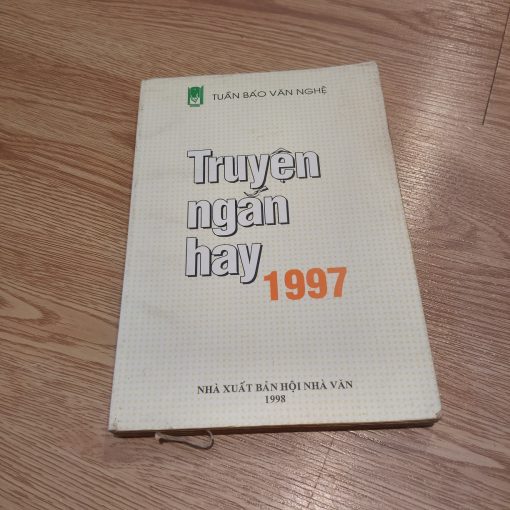 TUẦN BÁO VĂN NGHỆ
Truyện
ngắn
hay
1997
NHÀ XUẤT BẢN HỘI NHÀ VĂN
1998